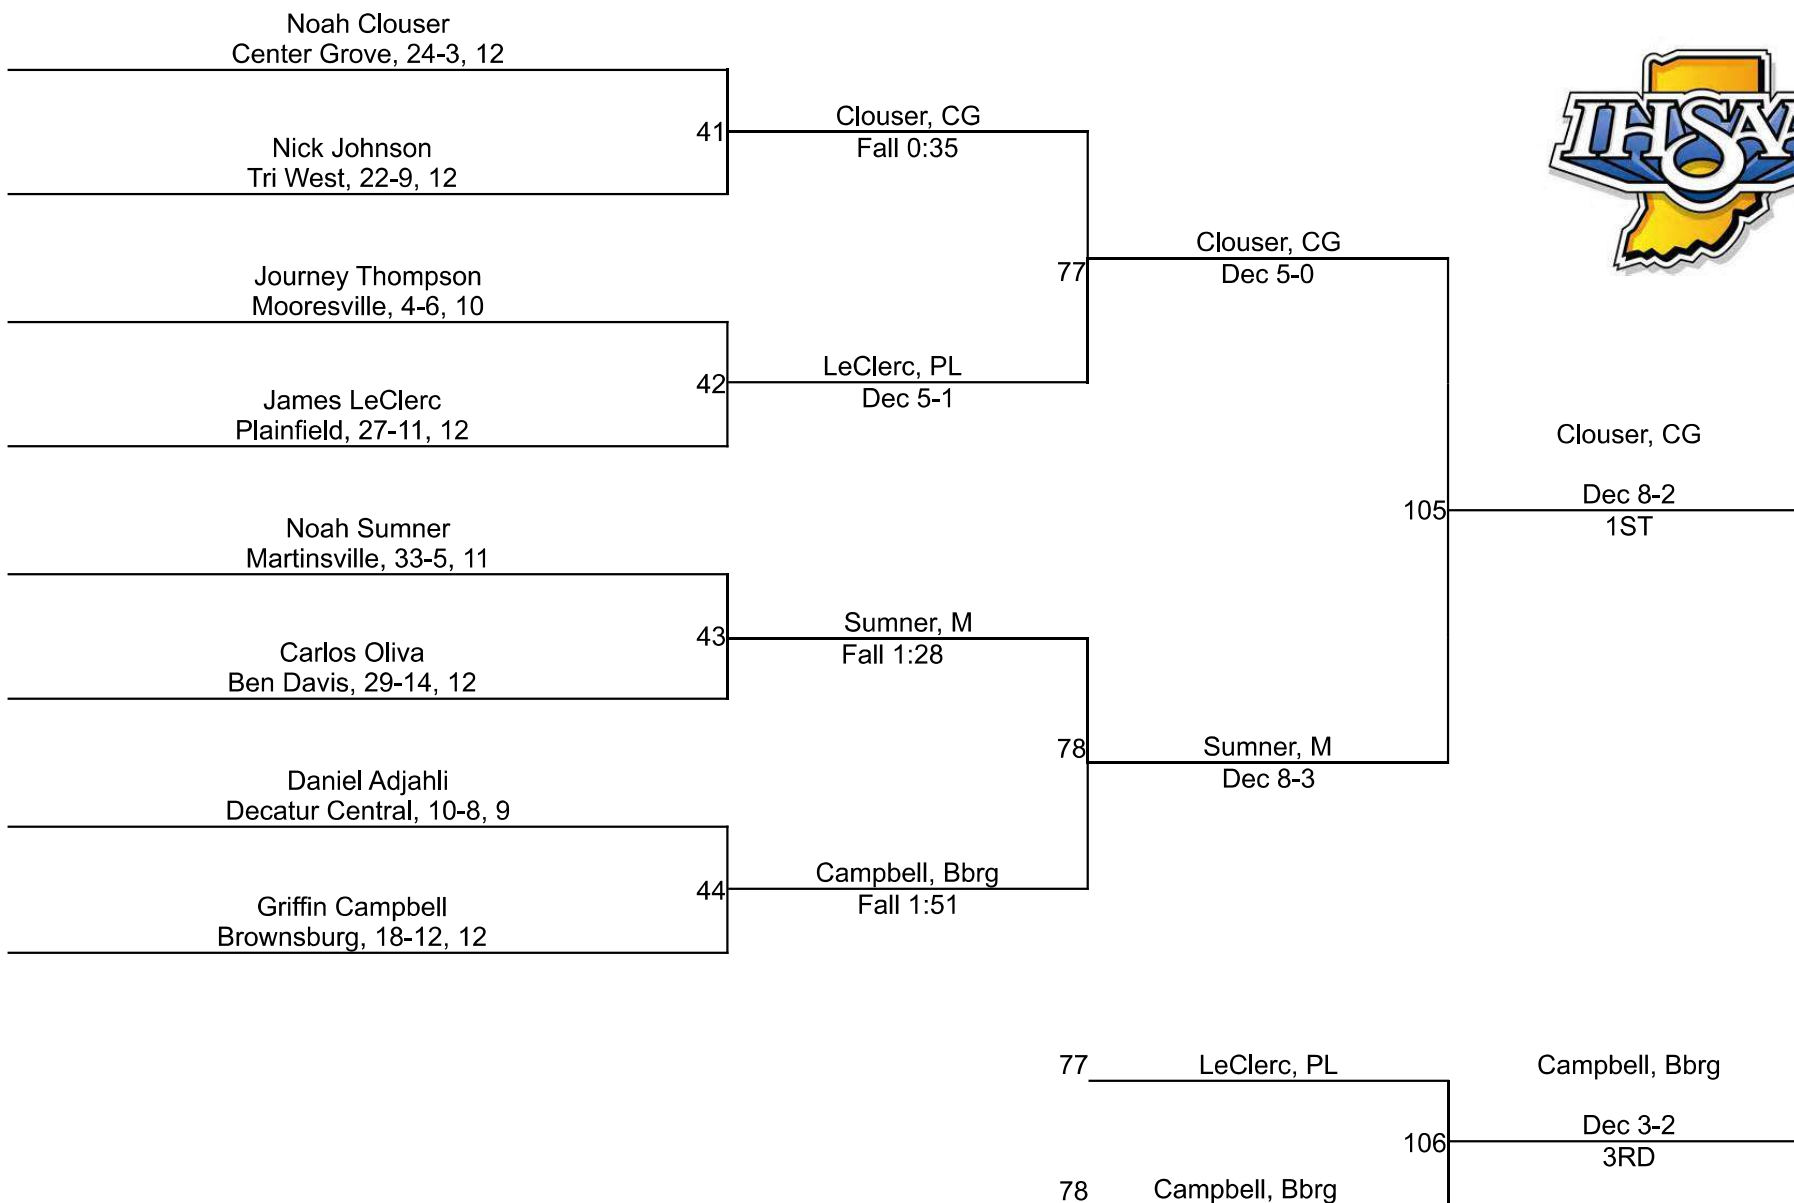 Noah Clouser
Center Grove, 24-3, 12
Nick Johnson
Tri West, 22-9, 12
41
Clouser, CG
Fall 0:35
Journey Thompson
Mooresville, 4-6, 10
James LeClerc
Plainfield, 27-11, 12
42
LeClerc, PL
Dec 5-1
77
Clouser, CG
Dec 5-0
Noah Sumner
Martinsville, 33-5, 11
Carlos Oliva
Ben Davis, 29-14, 12
43
Sumner, M
Fall 1:28
Daniel Adjahli
Decatur Central, 10-8, 9
Griffin Campbell
Brownsburg, 18-12, 12
44
Campbell, Bbrg
Fall 1:51
78
Sumner, M
Dec 8-3
105
Clouser, CG
Dec 8-2
1ST
IHSAA
77
LeClerc, PL
78
Campbell, Bbrg
106
Campbell, Bbrg
Dec 3-2
3RD